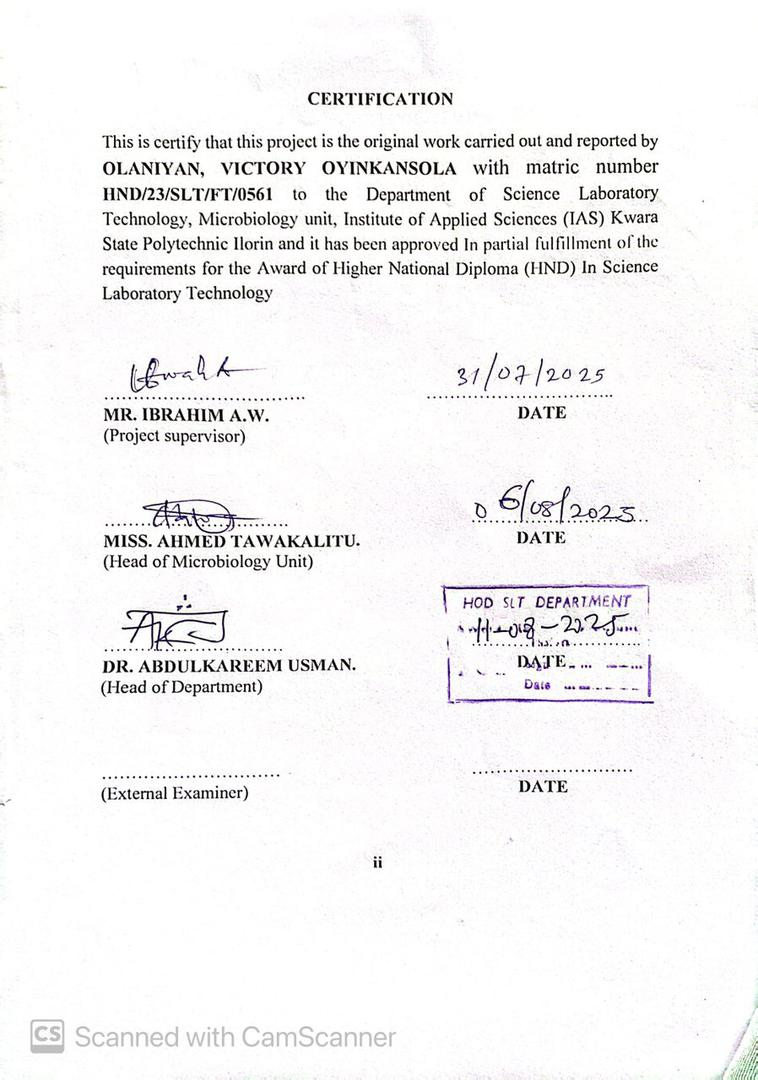 CERTIFICATION
This is certify that this project is the original work carried out and reported by
OLANIYAN, VICTORY OYINKANSOLA with matric number
HND/23/SLT/FT/0561 to the Department of Science Laboratory
Technology, Microbiology unit, Institute of Applied Sciences (IAS) Kwara
State Polytechnic Ilorin and it has been approved In partial fulfillment of the
requirements for the Award of Higher National Diploma (HND) In Science
Laboratory Technology
31/07/2025
MR. IBRAHIM A.W. DATE
(Project supervisor)
06/08/2025
MISS. AHMED TAWAKALITU. DATE
(Head of Microbiology Unit)
HOD SLT DEPARTMENT
11-08-2025
DR. ABDULKAREEM USMAN. DATE
(Head of Department) Date
(External Examiner) DATE
ii
CS Scanned with CamScanner